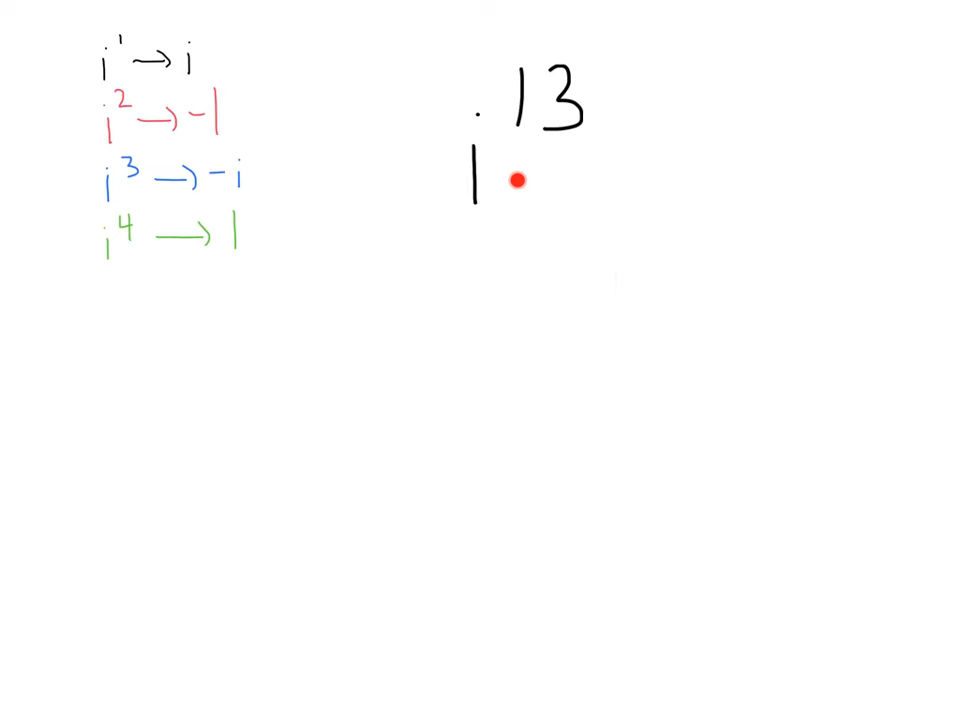 i¹ → i
i² → -1
i³ → -i
i⁴ → 1
i¹³